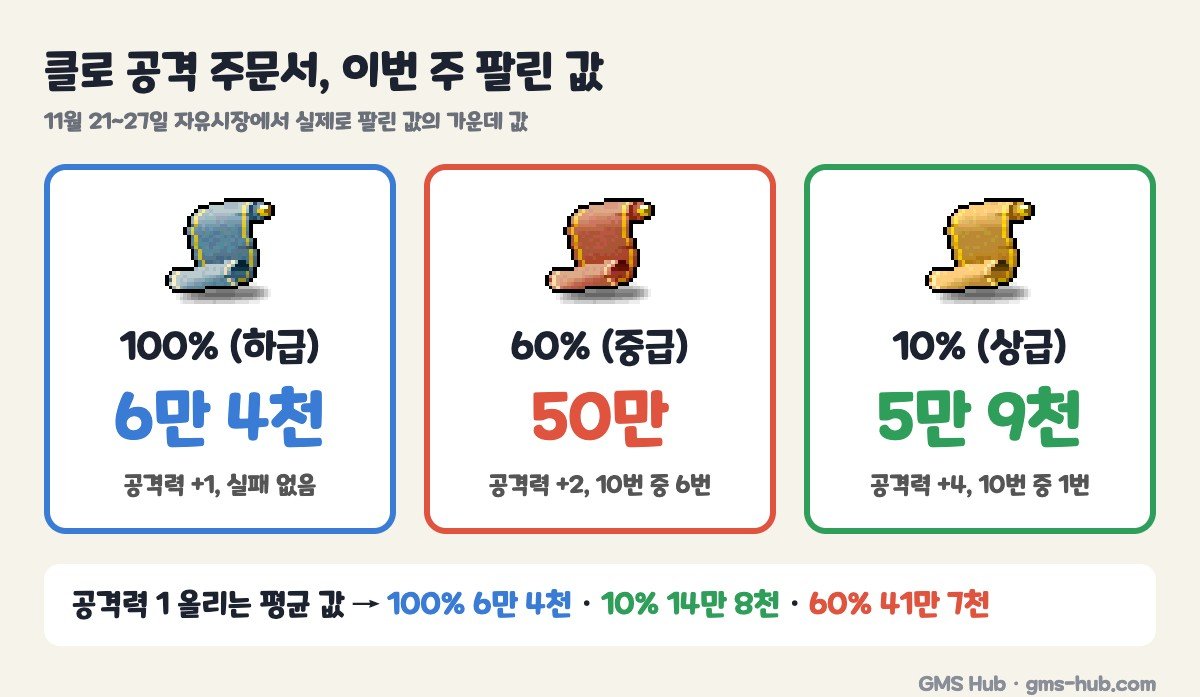 클로 공격 주문서, 이번 주 팔린 값
11월 21~27일 자유시장에서 실제로 팔린 값의 가운데 값
100% (하급)
6만 4천
공격력 +1, 실패 없음
60% (중급)
50만
공격력 +2, 10번 중 6번
10% (상급)
5만 9천
공격력 +4, 10번 중 1번
공격력 1 올리는 평균 값 → 100% 6만 4천 · 10% 14만 8천 · 60% 41만 7천
GMS Hub · gms-hub.com